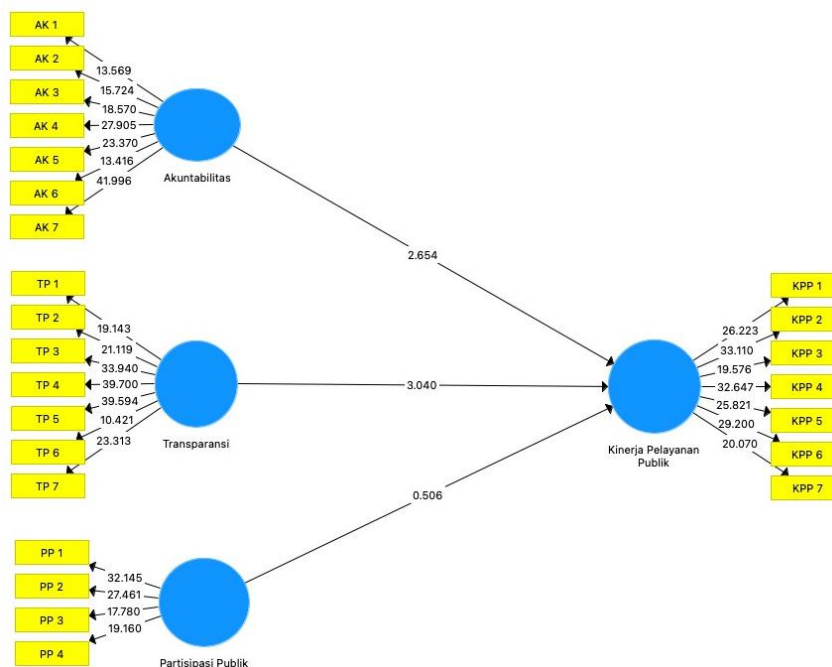 AK 1
AK 2
AK 3
AK 4
AK 5
AK 6
AK 7
13.569
15.724
18.570
27.905
23.370
13.416
41.996
Akuntabilitas
2.654
TP 1
TP 2
TP 3
TP 4
TP 5
TP 6
TP 7
19.143
21.119
33.940
39.700
39.594
10.421
23.313
Transparansi
3.040
PP 1
PP 2
PP 3
PP 4
32.145
27.461
17.780
19.160
Partisipasi Publik
0.506
Kinerja Pelayanan
Publik
26.223
33.110
19.576
32.647
25.821
29.200
20.070
KPP 1
KPP 2
KPP 3
KPP 4
KPP 5
KPP 6
KPP 7